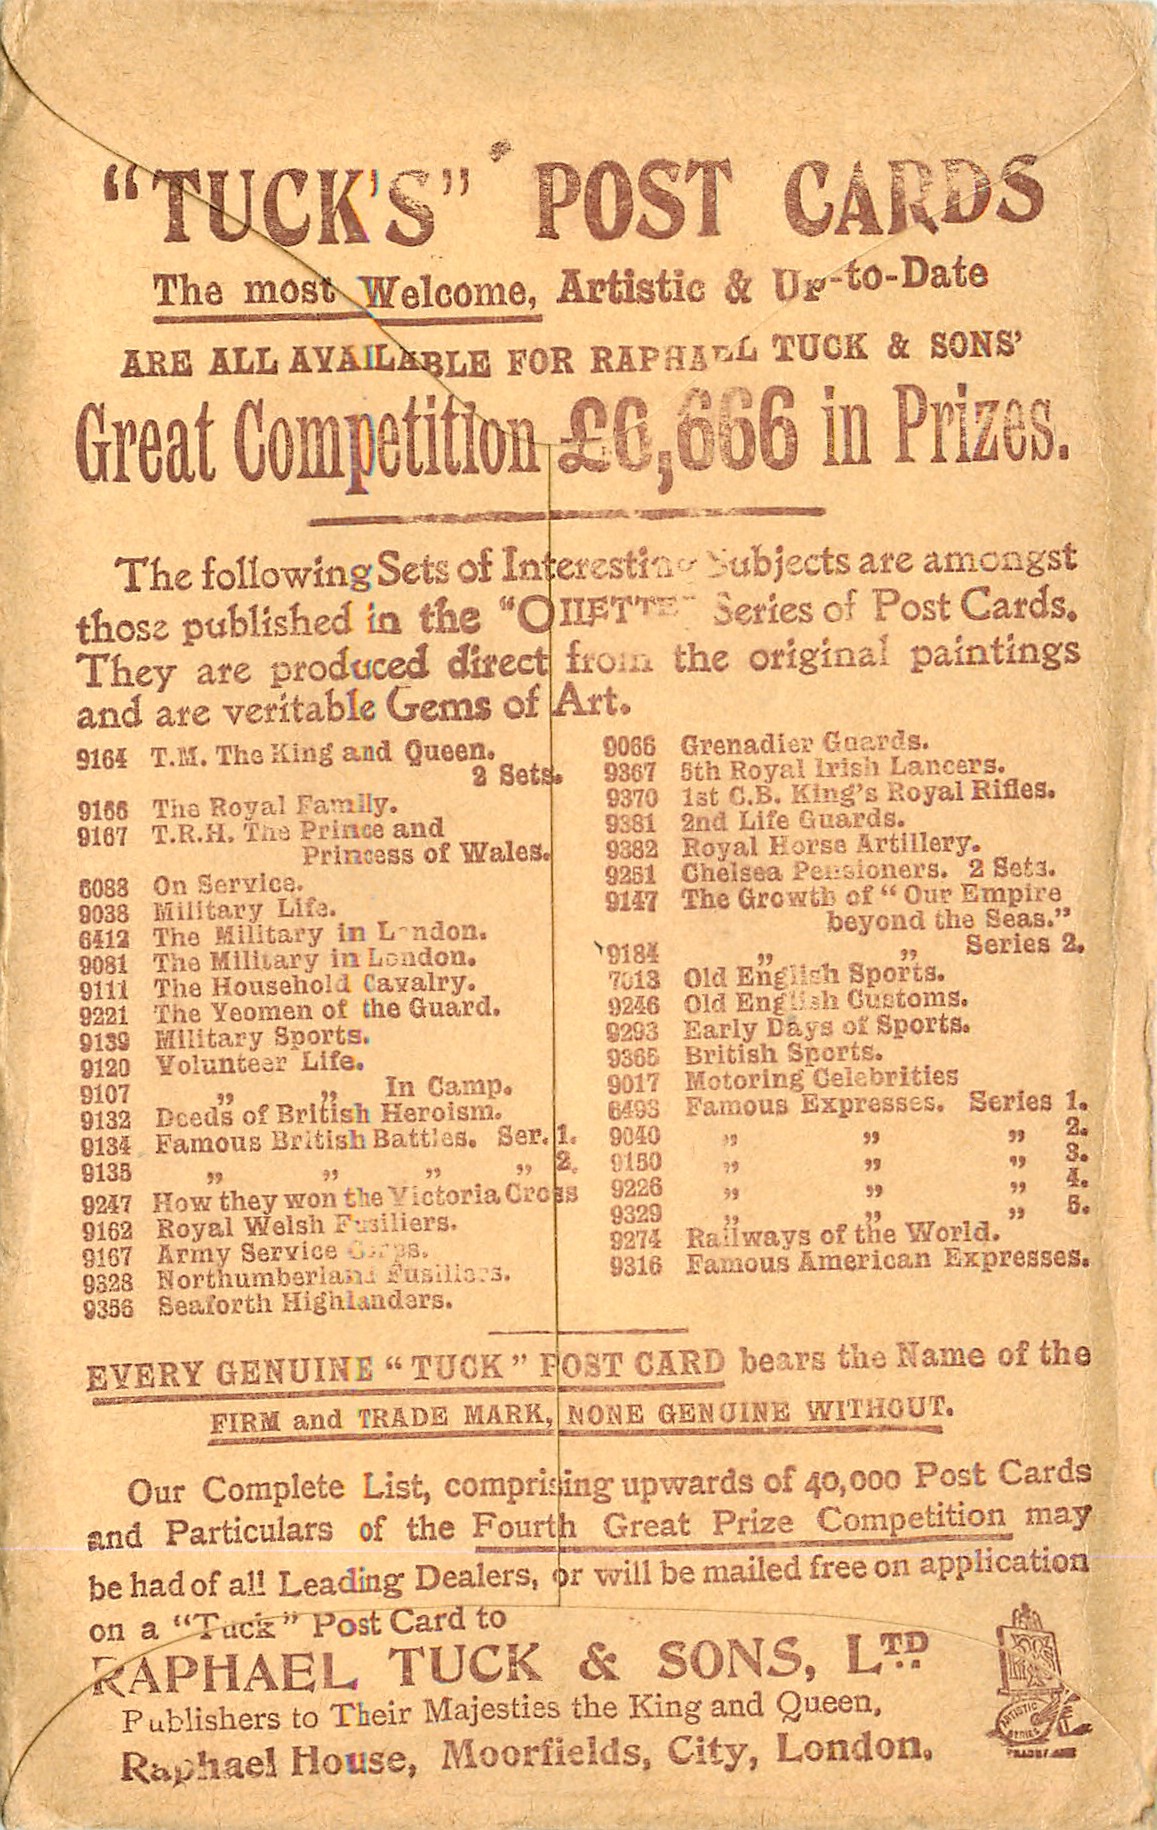 “TUCK'S” POST CARDS
The most Welcome, Artistic & Up-to-Date
ARE ALL AVAILABLE FOR RAPHAEL TUCK & SONS'
Great Competition £6,666 in Prizes.
The following Sets of Interesting Subjects are amongst
those published in the “OILETTE” Series of Post Cards.
They are produced direct from the original paintings
and are veritable Gems of Art.
9164 T.M. The King and Queen.
2 Sets.
9166 The Royal Family.
9167 T.R.H. The Prince and
Princess of Wales.
6088 On Service.
9038 Military Life.
6412 The Military in London.
9081 The Military in London.
9111 The Household Cavalry.
9221 The Yeomen of the Guard.
9139 Military Sports.
9120 Volunteer Life.
9107 „ „ In Camp.
9132 Deeds of British Heroism.
9134 Famous British Battles. Ser. 1.
9135 „ „ „ „ 2.
9247 How they won the Victoria Cross
9162 Royal Welsh Fusiliers.
9167 Army Service Corps.
9328 Northumberland Fusiliers.
9356 Seaforth Highlanders.
9066 Grenadier Guards.
9367 5th Royal Irish Lancers.
9370 1st C.B. King's Royal Rifles.
9381 2nd Life Guards.
9382 Royal Horse Artillery.
9251 Chelsea Pensioners. 2 Sets.
9147 The Growth of “Our Empire
beyond the Seas.”
9184 „ „ Series 2.
7013 Old English Sports.
9246 Old English Customs.
9293 Early Days of Sports.
9365 British Sports.
9017 Motoring Celebrities
6493 Famous Expresses. Series 1.
9040 „ „ „ 2.
9150 „ „ „ 3.
9226 „ „ „ 4.
9329 „ „ „ 5.
9274 Railways of the World.
9316 Famous American Expresses.
EVERY GENUINE “TUCK” POST CARD bears the Name of the
FIRM and TRADE MARK, NONE GENUINE WITHOUT.
Our Complete List, comprising upwards of 40,000 Post Cards
and Particulars of the Fourth Great Prize Competition may
be had of all Leading Dealers, or will be mailed free on application
on a “Tuck” Post Card to
RAPHAEL TUCK & SONS, LTD.
Publishers to Their Majesties the King and Queen,
Raphael House, Moorfields, City, London.
ARTISTIC
SERIES
TRADE MARK